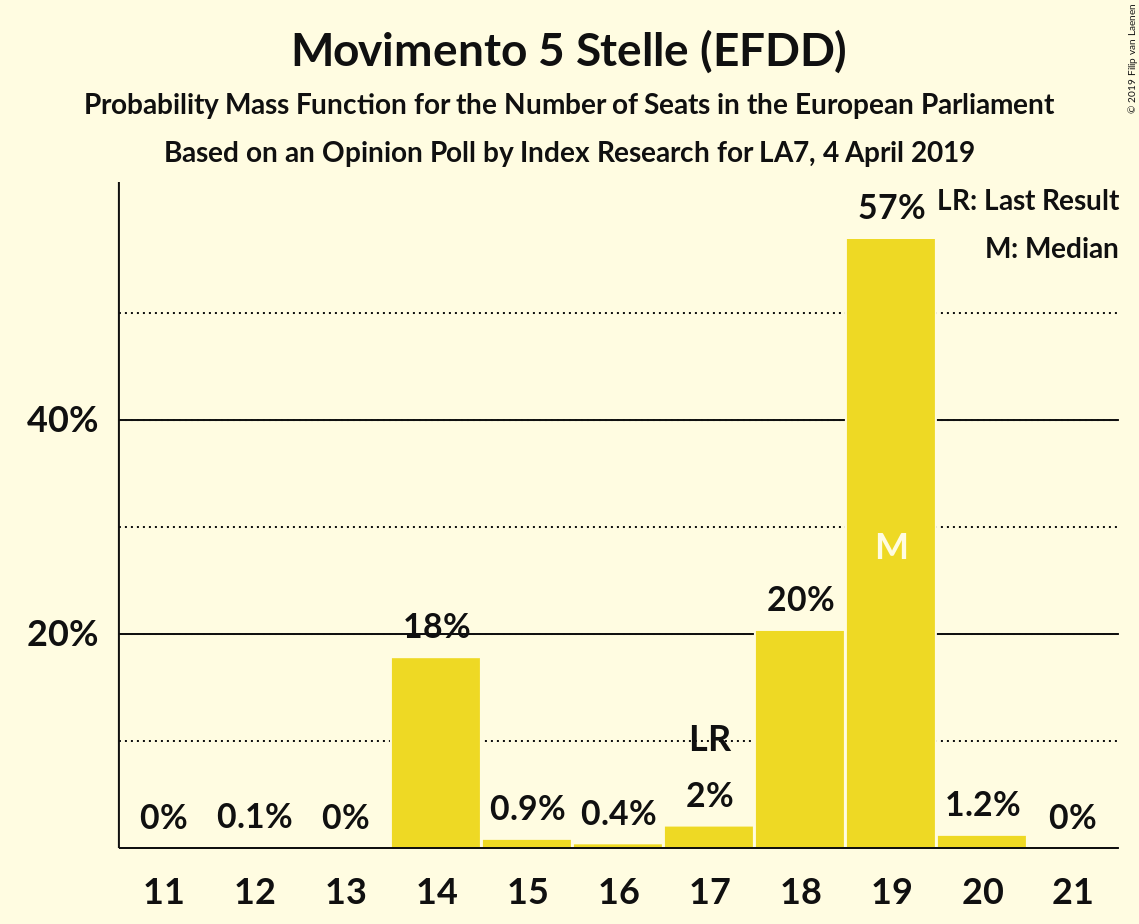 Movimento 5 Stelle (EFDD)
Probability Mass Function for the Number of Seats in the European Parliament
Based on an Opinion Poll by Index Research for LA7, 4 April 2019
© 2019 Filip van Laenen
LR: Last Result
M: Median
40%
20%
0%
0.1%
0%
18%
0.9%
0.4%
LR
2%
20%
57%
M
1.2%
0%
11 12 13 14 15 16 17 18 19 20 21